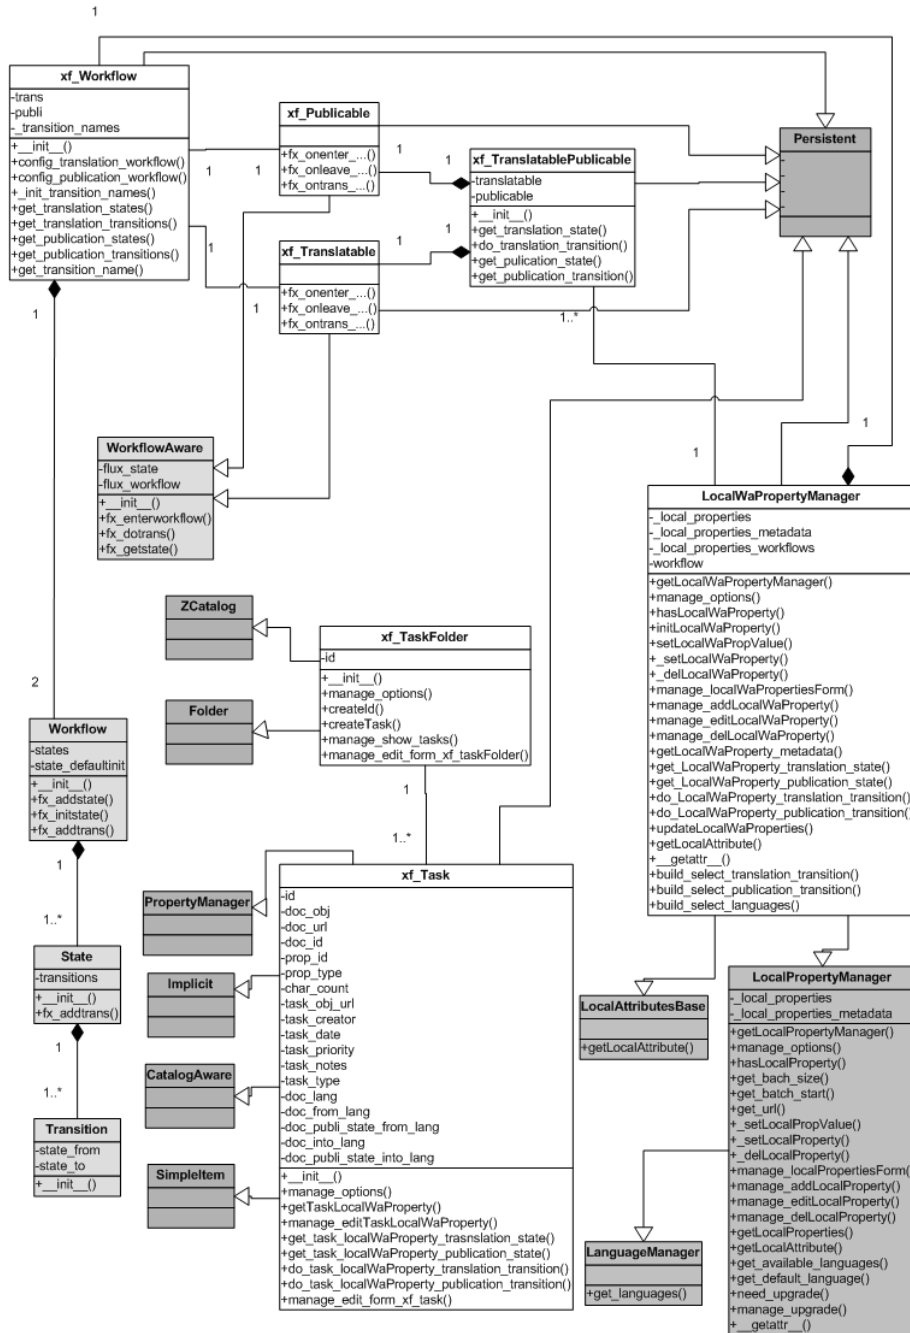 1
xf_Workflow
-trans
-publi
-_transition_names
+__init__()
+config_translation_workflow()
+config_publication_workflow()
+_init_transition_names()
+get_translation_states()
+get_translation_transitions()
+get_publication_states()
+get_publication_transitions()
+get_transition_name()
xf_Publicable
+fx_onenter_...()
+fx_onleave_...()
+fx_ontrans_...()
1
1
1
1
xf_TranslatablePublicable
-translatable
-publicable
+__init__()
+get_translation_state()
+do_translation_transition()
+get_pulication_state()
+get_publication_transition()
Persistent
-
-
-
-
xf_Translatable
+fx_onenter_...()
+fx_onleave_...()
+fx_ontrans_...()
1
1
1
1
1
1..*
1
1
WorkflowAware
-flux_state
-flux_workflow
+__init__()
+fx_enterworkflow()
+fx_dotrans()
+fx_getstate()
LocalWaPropertyManager
-_local_properties
-_local_properties_metadata
-_local_properties_workflows
-workflow
+getLocalWaPropertyManager()
+manage_options()
+hasLocalWaProperty()
+initLocalWaProperty()
+setLocalWaPropValue()
+_setLocalWaProperty()
+_delLocalWaProperty()
+manage_localWaPropertiesForm()
+manage_addLocalWaProperty()
+manage_editLocalWaProperty()
+manage_delLocalWaProperty()
+getLocalWaProperty_metadata()
+get_LocalWaProperty_translation_state()
+get_LocalWaProperty_publication_state()
+do_LocalWaProperty_translation_transition()
+do_LocalWaProperty_publication_transition()
+updateLocalWaProperties()
+getLocalAttribute()
+__getattr__()
+build_select_translation_transition()
+build_select_publication_transition()
+build_select_languages()
ZCatalog
Folder
xf_TaskFolder
-id
+__init__()
+manage_options()
+createId()
+createTask()
+manage_show_tasks()
+manage_edit_form_xf_taskFolder()
1
1..*
2
Workflow
-states
-state_defaultinit
+__init__()
+fx_addstate()
+fx_initstate()
+fx_addtrans()
1
1..*
State
-transitions
+__init__()
+fx_addtrans()
1
1..*
Transition
-state_from
-state_to
+__init__()
PropertyManager
Implicit
CatalogAware
SimpleItem
xf_Task
-id
-doc_obj
-doc_url
-doc_id
-prop_id
-prop_type
-char_count
-task_obj_url
-task_creator
-task_date
-task_priority
-task_notes
-task_type
-doc_lang
-doc_from_lang
-doc_publi_state_from_lang
-doc_into_lang
-doc_publi_state_into_lang
+__init__()
+manage_options()
+getTaskLocalWaProperty()
+manage_editTaskLocalWaProperty()
+get_task_localWaProperty_trasnslation_state()
+get_task_localWaProperty_publication_state()
+do_task_localWaProperty_translation_transition()
+do_task_localWaProperty_publication_transition()
+manage_edit_form_xf_task()
LocalAttributesBase
+getLocalAttribute()
LocalPropertyManager
-_local_properties
-_local_properties_metadata
+getLocalPropertyManager()
+manage_options()
+hasLocalProperty()
+get_bach_size()
+get_batch_start()
+get_url()
+_setLocalPropValue()
+_setLocalProperty()
+_delLocalProperty()
+manage_localPropertiesForm(
+manage_addLocalProperty()
+manage_editLocalProperty()
+manage_delLocalProperty()
+getLocalProperties()
+getLocalAttribute()
+get_available_languages()
+get_default_language()
+need_upgrade()
+manage_upgrade()
+__getattr__()
LanguageManager
+get_languages()